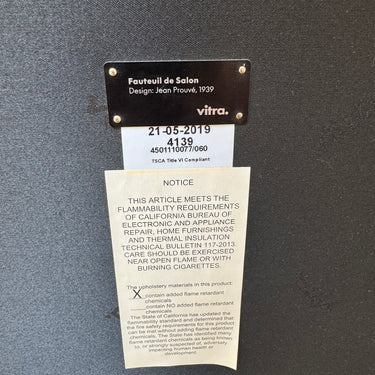 Fauteuil de Salon
Design: Jean Prouvé, 1939
vitra.
21-05-2019
4139
4501110077/060
TSCA Title VI Compliant
NOTICE
THIS ARTICLE MEETS THE
FLAMMABILITY REQUIREMENTS
OF CALIFORNIA BUREAU OF
ELECTRONIC AND APPLIANCE
REPAIR, HOME FURNISHINGS
AND THERMAL INSULATION
TECHNICAL BULLETIN 117-2013.
CARE SHOULD BE EXERCISED
NEAR OPEN FLAME OR WITH
BURNING CIGARETTES.
The upholstery materials in this product:
X contain added flame retardant
chemicals
contain NO added flame retardant
chemicals
The State of California has updated the
flammability standard and determined that
the fire safety requirements for this product
can be met without adding flame retardant
chemicals. The State has identified many
flame retardant chemicals as being known
to, or strongly suspected of, adversely
impacting human health or
development.